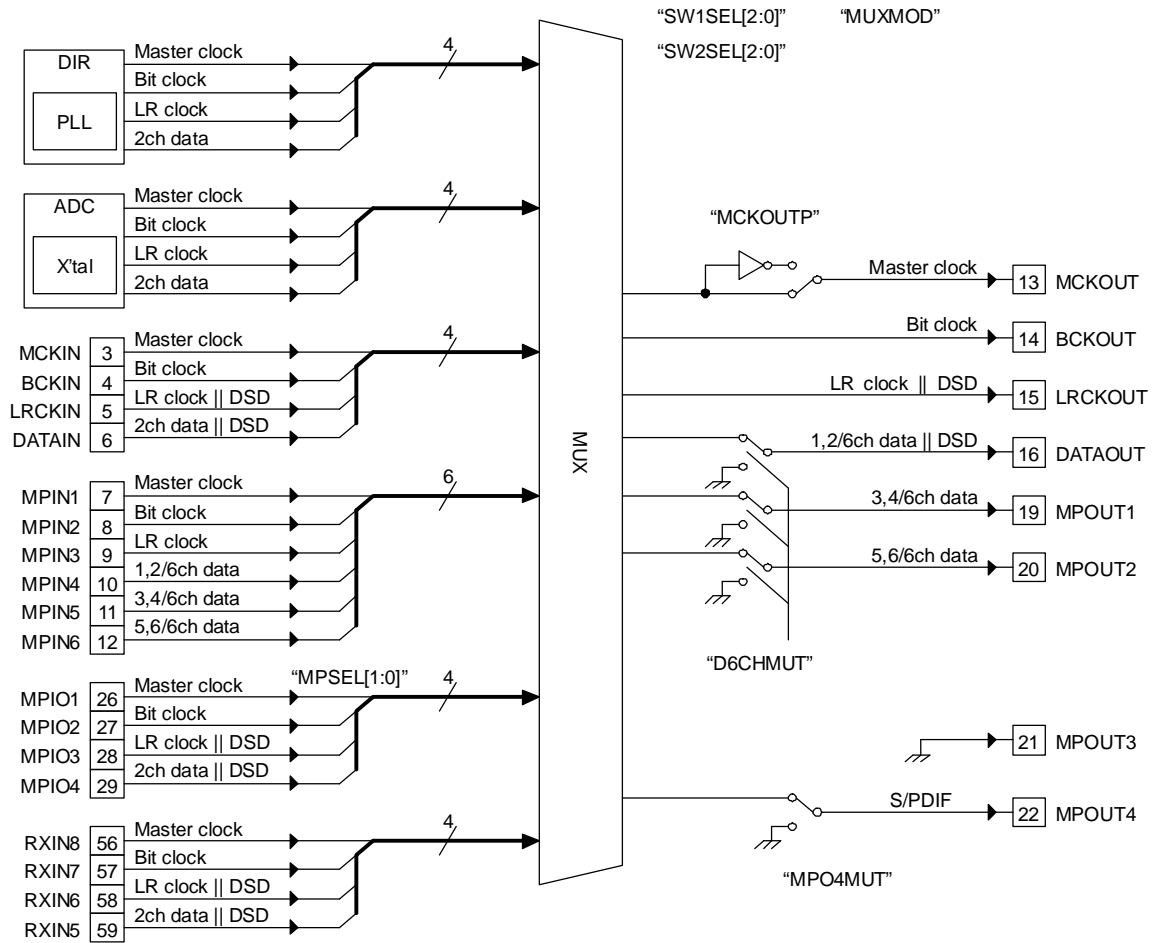 “SW1SEL[2:0]” “MUXMOD”
“SW2SEL[2:0]”
DIR
PLL
Master clock
Bit clock
LR clock
2ch data
4
ADC
X'tal
Master clock
Bit clock
LR clock
2ch data
4
MCKIN 3 Master clock
BCKIN 4 Bit clock
LRCKIN 5 LR clock || DSD
DATAIN 6 2ch data || DSD
4
MPIN1 7 Master clock
MPIN2 8 Bit clock
MPIN3 9 LR clock
MPIN4 10 1,2/6ch data
MPIN5 11 3,4/6ch data
MPIN6 12 5,6/6ch data
6
“MPSEL[1:0]”
MPIO1 26 Master clock
MPIO2 27 Bit clock
MPIO3 28 LR clock || DSD
MPIO4 29 2ch data || DSD
4
RXIN8 56 Master clock
RXIN7 57 Bit clock
RXIN6 58 LR clock || DSD
RXIN5 59 2ch data || DSD
4
MUX
“MCKOUTP”
Master clock 13 MCKOUT
Bit clock 14 BCKOUT
LR clock || DSD 15 LRCKOUT
1,2/6ch data || DSD 16 DATAOUT
3,4/6ch data 19 MPOUT1
5,6/6ch data 20 MPOUT2
“D6CHMUT”
21 MPOUT3
S/PDIF 22 MPOUT4
“MPO4MUT”